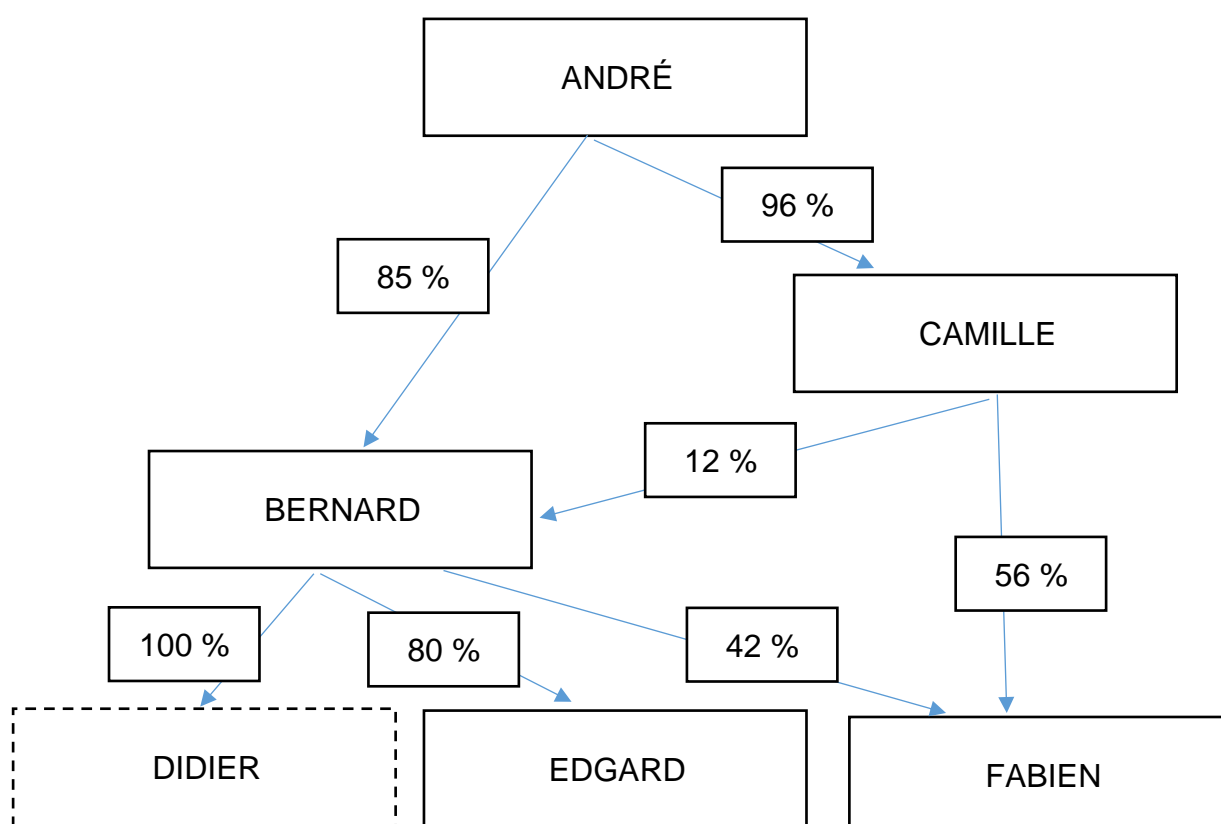 ANDRÉ
96 %
85 %
CAMILLE
12 %
BERNARD
56 %
100 %
80 %
42 %
DIDIER
EDGARD
FABIEN